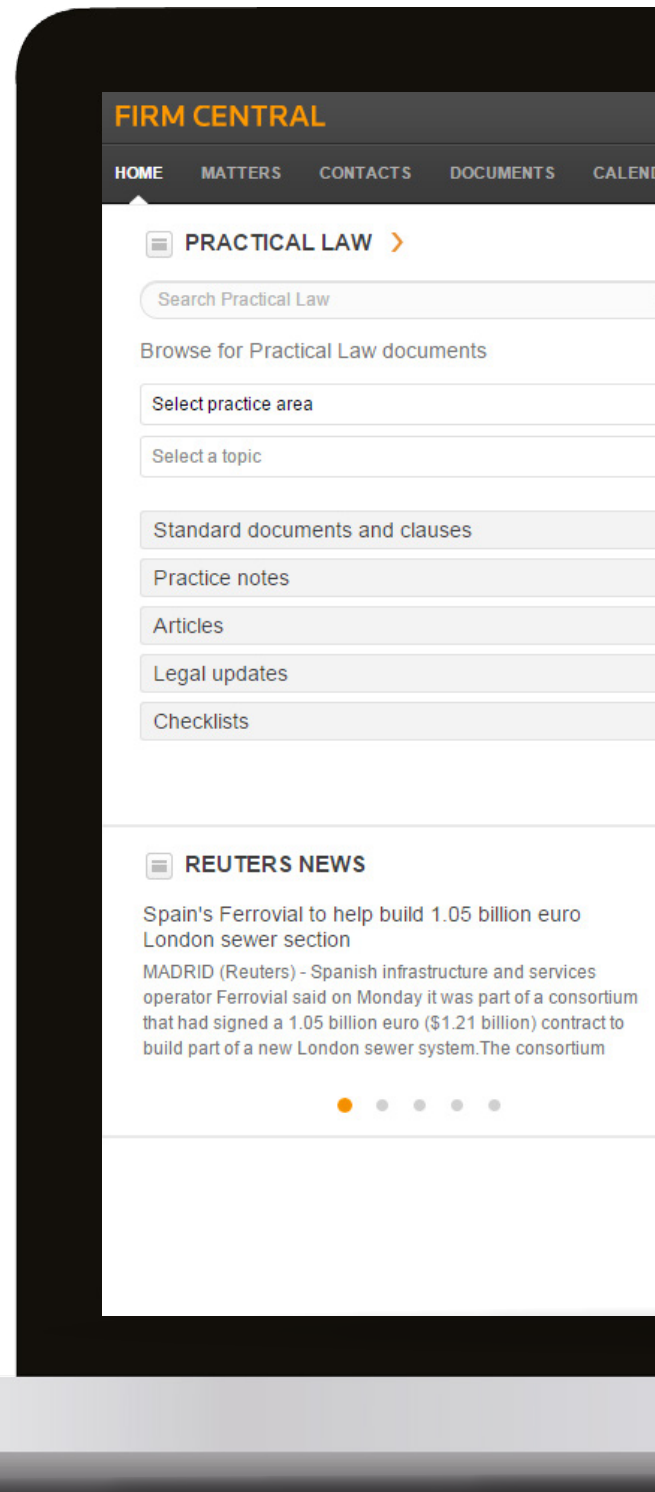 FIRM CENTRAL
HOME MATTERS CONTACTS DOCUMENTS CALEND
PRACTICAL LAW
Search Practical Law
Browse for Practical Law documents
Select practice area
Select a topic
Standard documents and clauses
Practice notes
Articles
Legal updates
Checklists
REUTERS NEWS
Spain's Ferrovial to help build 1.05 billion euro
London sewer section
MADRID (Reuters) - Spanish infrastructure and services
operator Ferrovial said on Monday it was part of a consortium
that had signed a 1.05 billion euro ($1.21 billion) contract to
build part of a new London sewer system.The consortium